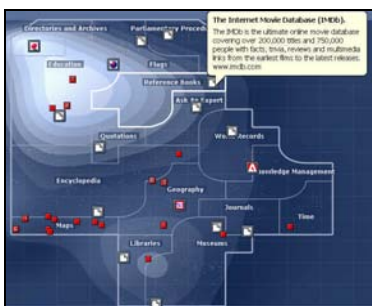 Directories and Archives
Parliamentary Proced
The Internet Movie Database (IMDb).
The IMDb is the ultimate online movie database
covering over 200,000 titles and 750,000
people with facts, trivia, reviews and multimedia
links from the earliest films to the latest releases.
www.imdb.com
Education
Flags
Reference Books
Ask to Expert
Quotations
World Records
Encyclopedia
Geography
Knowledge Management
Journals
Time
Maps
Libraries
Museums